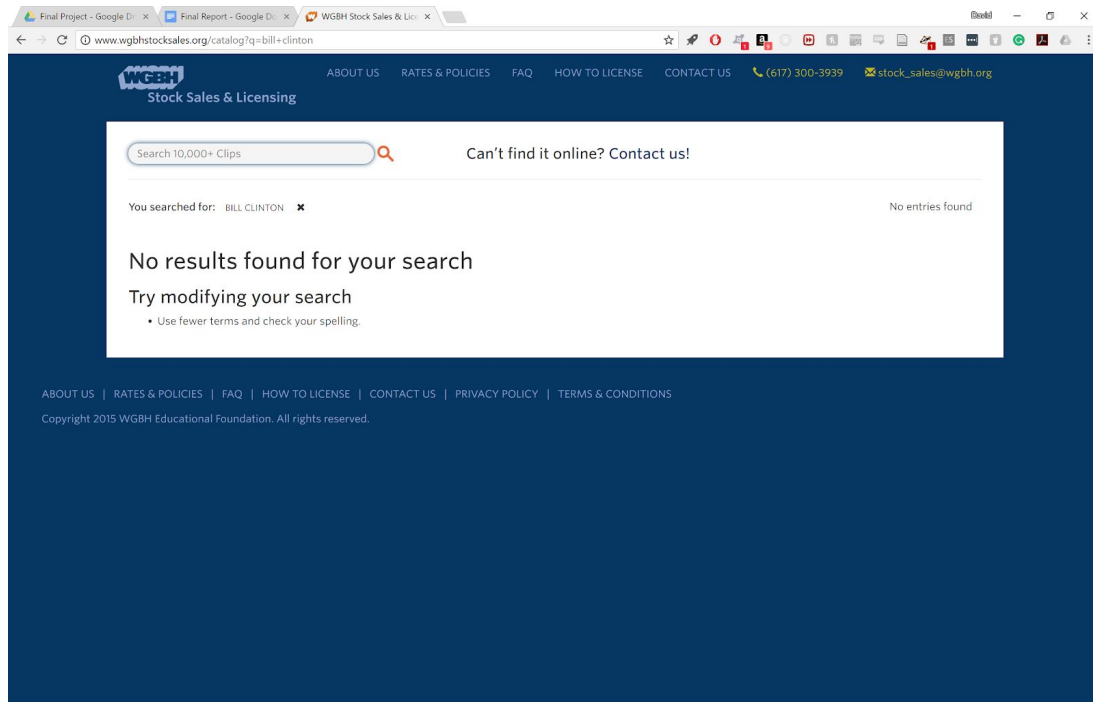 Final Project - Google Dr
Final Report - Google Do
WGBH Stock Sales & Lice
David
www.wgbhstocksales.org/catalog?q=bill+clinton
WGBH
Stock Sales & Licensing
ABOUT US RATES & POLICIES FAQ HOW TO LICENSE CONTACT US (617) 300-3939 stock_sales@wgbh.org
Search 10,000+ Clips
Can't find it online? Contact us!
You searched for: BILL CLINTON
No entries found
No results found for your search
Try modifying your search
• Use fewer terms and check your spelling.
ABOUT US | RATES & POLICIES | FAQ | HOW TO LICENSE | CONTACT US | PRIVACY POLICY | TERMS & CONDITIONS
Copyright 2015 WGBH Educational Foundation. All rights reserved.